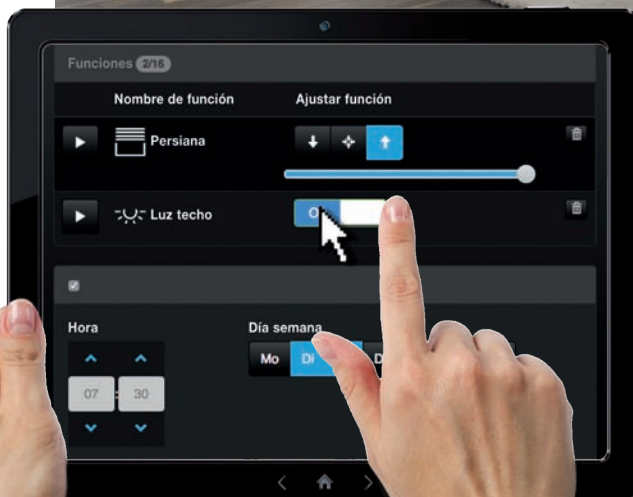 Funciones 2/16
Nombre de función Ajustar función
Persiana
Luz techo
Hora Día semana
Mo Di
07 : 30